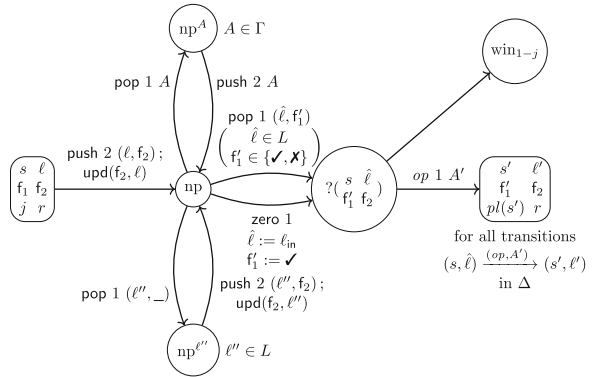 np^A A ∈ Γ
pop 1 A push 2 A
win_{1−j}
pop 1 (ℓ̂, f′_1)
( ℓ̂ ∈ L
f′_1 ∈ {✓, ✗} )
push 2 (ℓ, f_2) ;
upd(f_2, ℓ)
s ℓ
f_1 f_2
j r
np
?( s ℓ̂
f′_1 f_2 )
op 1 A′
s′ ℓ′
f′_1 f_2
pl(s′) r
zero 1
ℓ̂ := ℓ_in
f′_1 := ✓
for all transitions
(s, ℓ̂) \xrightarrow{(op,A′)} (s′, ℓ′)
in Δ
pop 1 (ℓ″, _)
push 2 (ℓ″, f_2) ;
upd(f_2, ℓ″)
np^{ℓ″} ℓ″ ∈ L